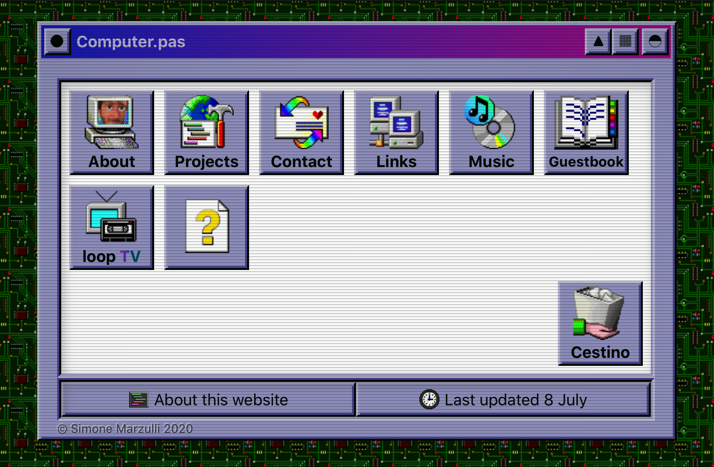 Computer.pas
About
Projects
Contact
Links
Music
Guestbook
loop TV
?
Cestino
About this website
Last updated 8 July
© Simone Marzulli 2020